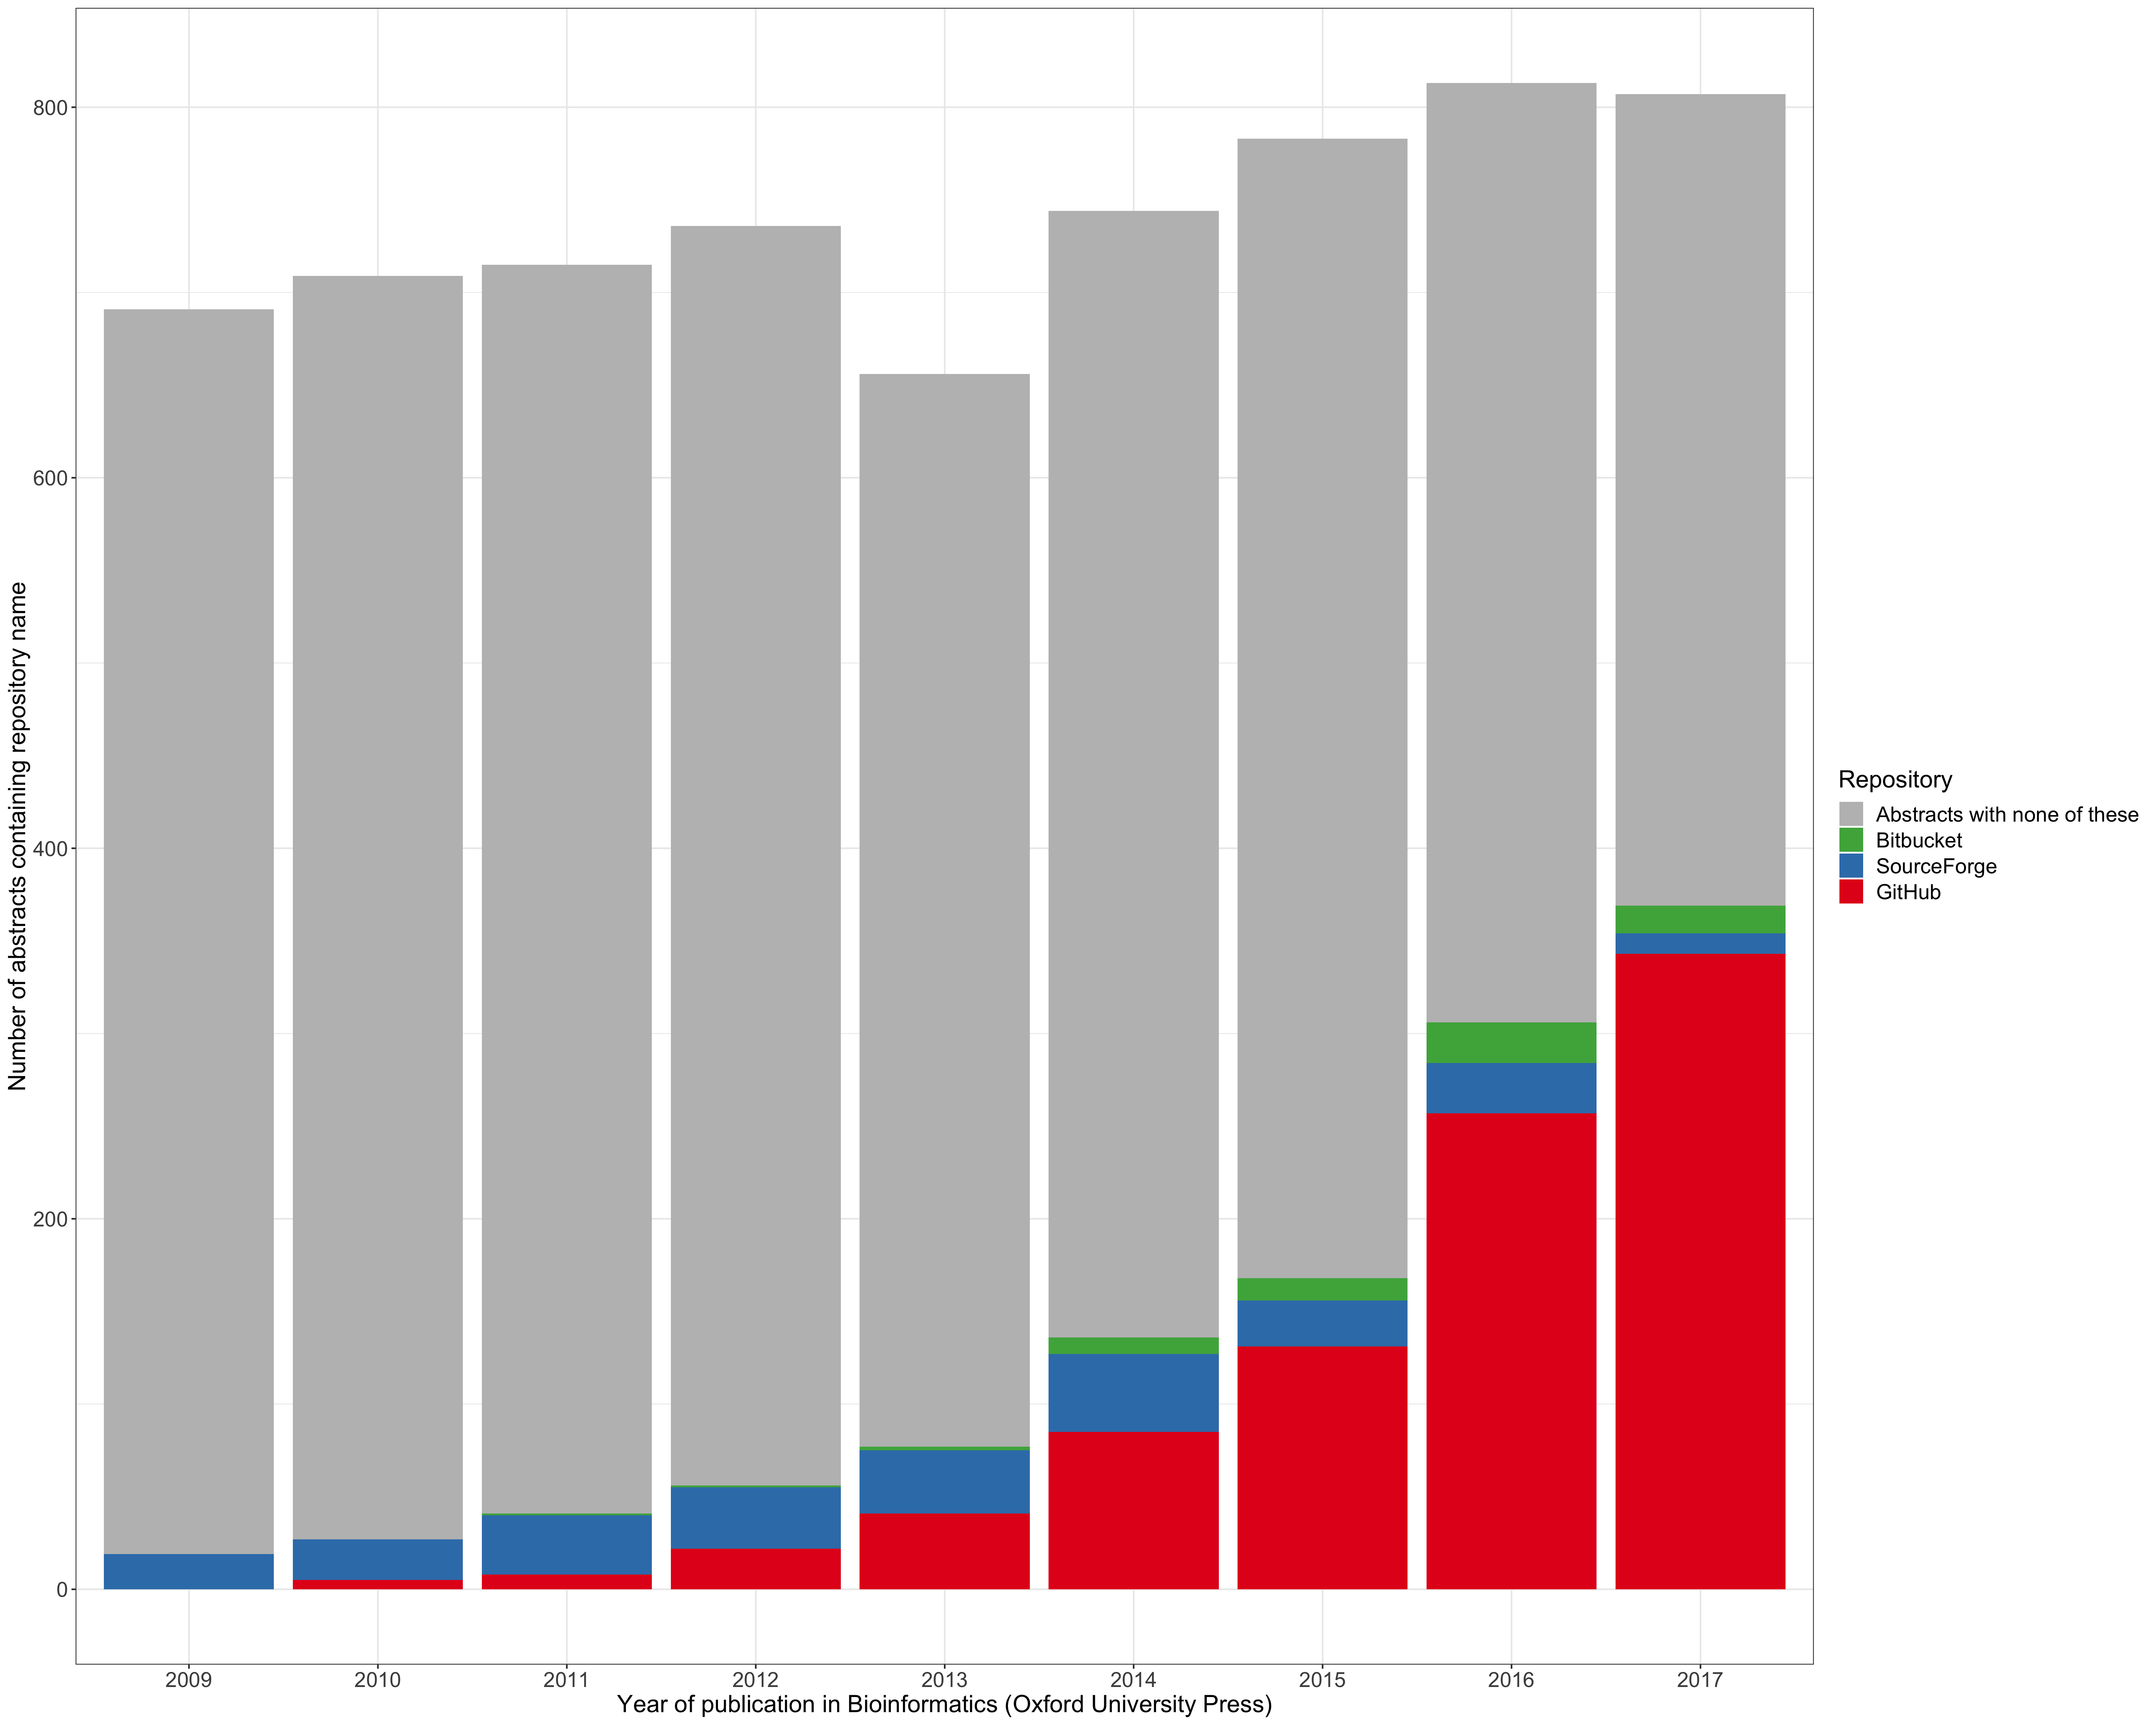 Number of abstracts containing repository name
800
600
400
200
0
2009 2010 2011 2012 2013 2014 2015 2016 2017
Year of publication in Bioinformatics (Oxford University Press)
Repository
Abstracts with none of these
Bitbucket
SourceForge
GitHub